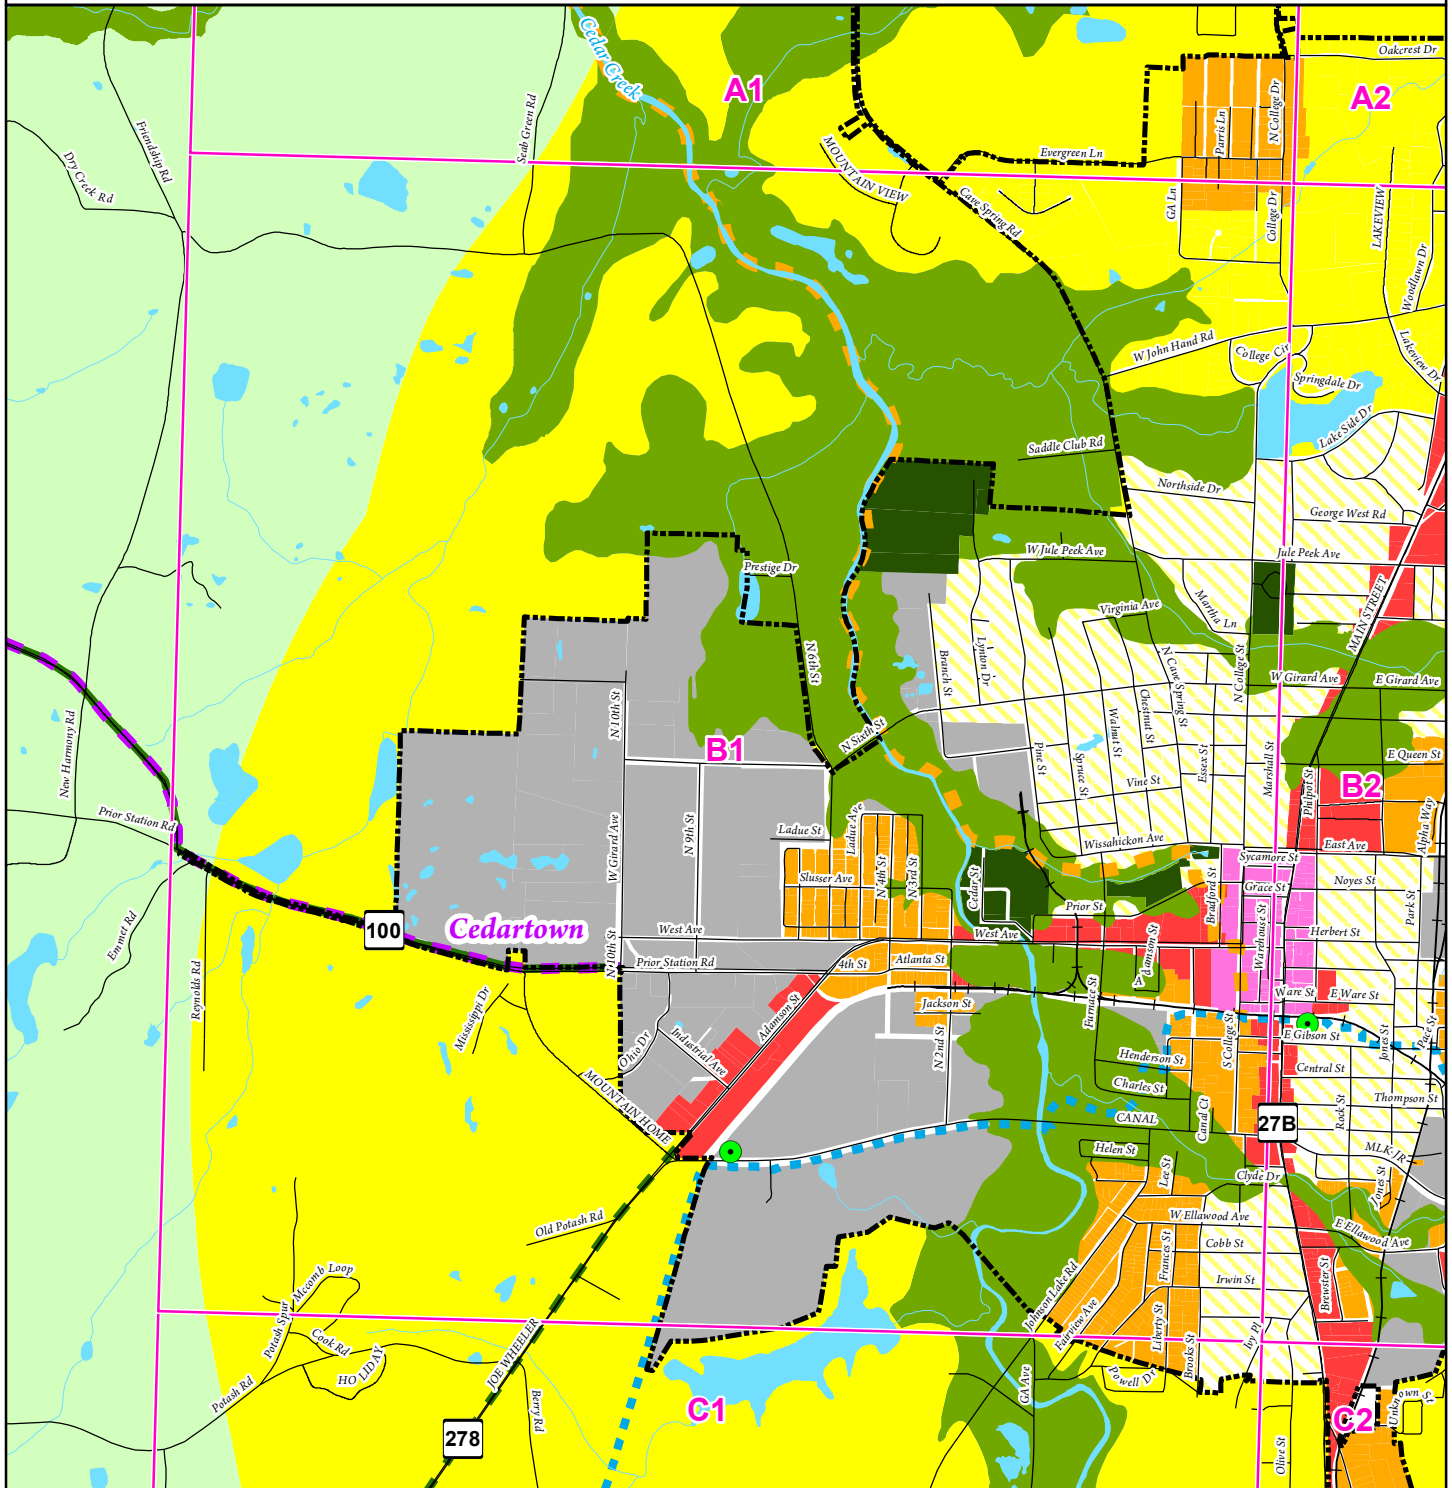 Cedar Creek
A1
A2
Oakcrest Dr
Friendship Rd
Dry Creek Rd
Seab Green Rd
Parris Ln
N College Dr
Evergreen Ln
MOUNTAIN VIEW
Cave Spring Rd
GA Ln
College Dr
LAKEVIEW
Woodlawn Dr
W John Hand Rd
College Cir
Lakeview Dr
Springdale Dr
Lake Side Dr
Saddle Club Rd
Northside Dr
George West Rd
W Jule Peek Ave
Jule Peek Ave
Prestige Dr
Virginia Ave
Martha Ln
MAIN STREET
N 6th St
Branch St
Lynton Dr
N Cave Spring St
N College St
W Girard Ave
E Girard Ave
N 10th St
New Harmony Rd
B1
N Sixth St
Pine St
Spruce St
Walnut St
Chestnut St
Essex St
Marshall St
E Queen St
Vine St
Philpot St
B2
Prior Station Rd
W Girard Ave
N 9th St
Ladue St
Ladue Ave
Wissahickon Ave
East Ave
Alpha Way
Sycamore St
Slusser Ave
N 4th St
N 3rd St
Cedar St
Bradford St
Grace St
Noyes St
Park St
Emmet Rd
100
Cedartown
Prior St
West Ave
West Ave
Warehouse St
Herbert St
N 10th St
Prior Station Rd
4th St
Atlanta St
Adamson St
Reynolds Rd
Mississippi Dr
Adamson St
Jackson St
Furnace St
Ware St
E Ware St
Ohio Dr
Industrial Ave
N 2nd St
S College St
E Gibson St
Jones St
Pace St
Henderson St
Central St
MOUNTAIN HOME
Charles St
Rock St
Thompson St
CANAL
Canal Ct
27B
Helen St
MLK JR
Lee St
Clyde Dr
Jones St
Old Potash Rd
W Ellawood Ave
E Ellawood Ave
Cobb St
Frances St
Mccomb Loop
Johnson Lake Rd
Irwin St
Brewster St
Potash Spur
Cook Rd
JOE WHEELER
Fairview Ave
Liberty St
Brooks St
Ivy Pl
HOLIDAY
Potash Rd
Berry Rd
GA Ave
Powell Dr
C1
C2
Unknown St
278
Olive St